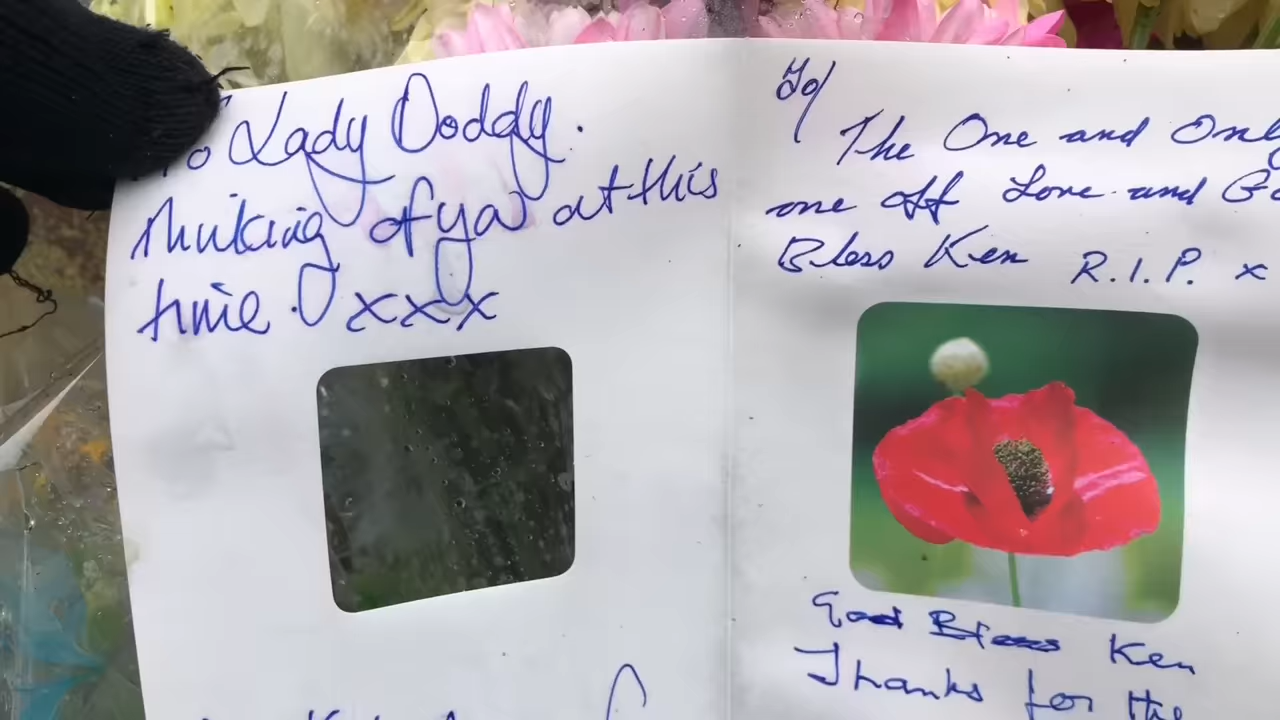 To Lady Doddy.
Thinking of ya at this
time. xxx
To/
The One and Only
one off Love and
Bless Ken R.I.P. x
God Bless Ken
Thanks for the